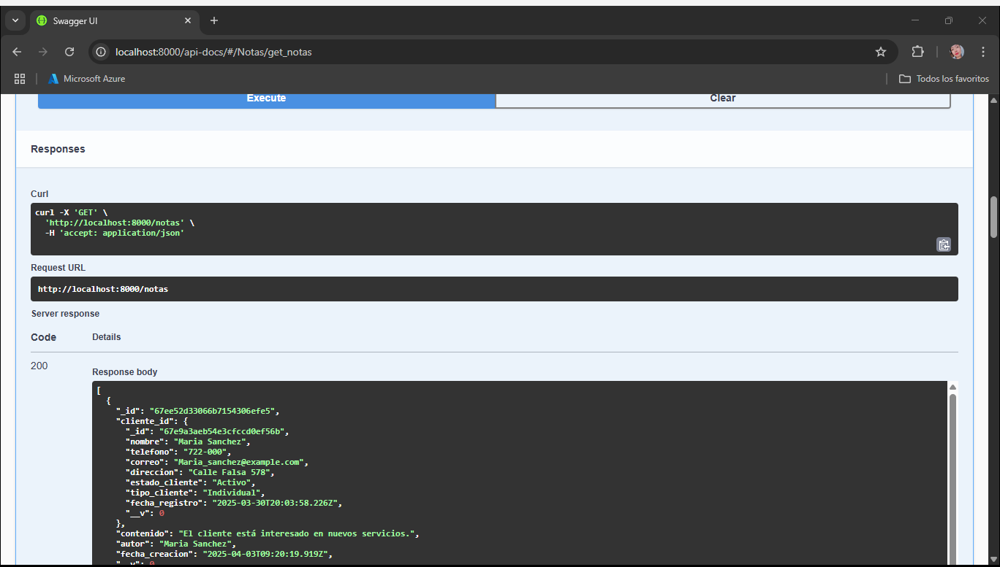 Swagger UI
localhost:8000/api-docs/#/Notas/get_notas
Microsoft Azure
Todos los favoritos
Execute
Clear
Responses
Curl
curl -X 'GET' \
  'http://localhost:8000/notas' \
  -H 'accept: application/json'
Request URL
http://localhost:8000/notas
Server response
Code
Details
200
Response body
[
  {
    "_id": "67ee52d33066b7154306efe5",
    "cliente_id": {
      "_id": "67e9a3aeb54e3cfccd0ef56b",
      "nombre": "Maria Sanchez",
      "telefono": "722-000",
      "correo": "Maria_sanchez@example.com",
      "direccion": "Calle Falsa 578",
      "estado_cliente": "Activo",
      "tipo_cliente": "Individual",
      "fecha_registro": "2025-03-30T20:03:58.226Z",
      "__v": 0
    },
    "contenido": "El cliente está interesado en nuevos servicios.",
    "autor": "Maria Sanchez",
    "fecha_creacion": "2025-04-03T09:20:19.919Z",
    "__v": 0